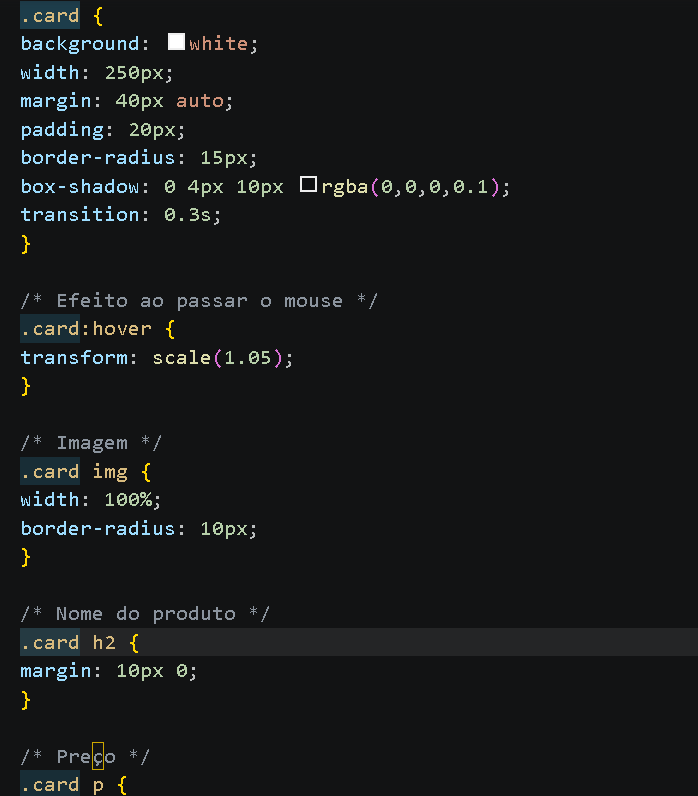 .card {
background: white;
width: 250px;
margin: 40px auto;
padding: 20px;
border-radius: 15px;
box-shadow: 0 4px 10px rgba(0,0,0,0.1);
transition: 0.3s;
}
/* Efeito ao passar o mouse */
.card:hover {
transform: scale(1.05);
}
/* Imagem */
.card img {
width: 100%;
border-radius: 10px;
}
/* Nome do produto */
.card h2 {
margin: 10px 0;
}
/* Preço */
.card p {